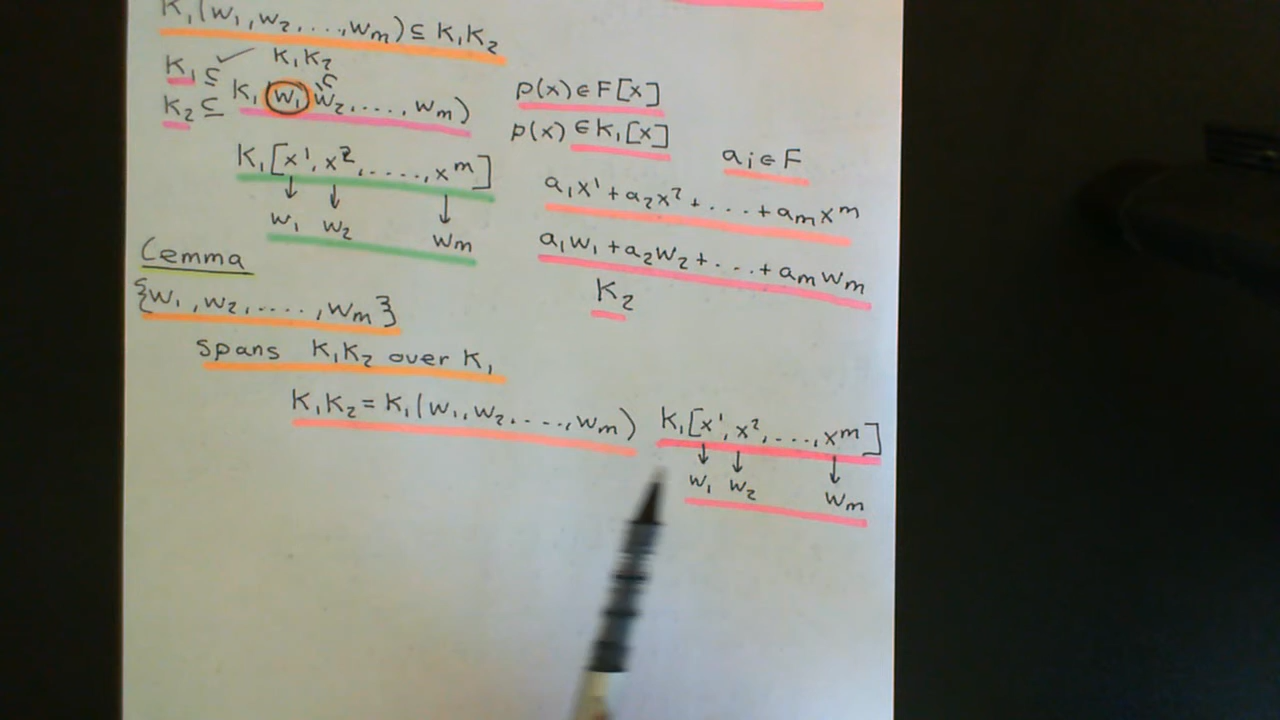 K₁(w₁,w₂,....,wₘ) ⊆ K₁K₂
K₁ ⊆ ✓ K₁K₂
⊆
K₂ ⊆ K₁(w₁,w₂,....,wₘ)
p(x) ∈ F[x]
p(x) ∈ K₁[x]
K₁[x¹,x²,.....,xᵐ]
↓ ↓ ↓
w₁ w₂ wₘ
aᵢ ∈ F
a₁x¹+a₂x²+...+aₘxᵐ
a₁w₁+a₂w₂+...+aₘwₘ
K₂
Lemma
{w₁,w₂,....,wₘ}
spans K₁K₂ over K₁
K₁K₂ = K₁(w₁,w₂,....,wₘ)
K₁[x¹,x²,....,xᵐ]
↓ ↓ ↓
w₁ w₂ wₘ